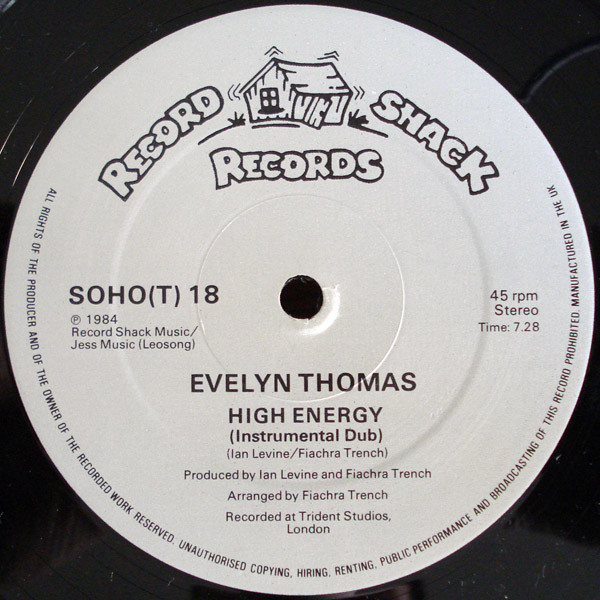 RECORD SHACK
RECORDS
SOHO(T) 18
℗ 1984
Record Shack Music/
Jess Music (Leosong)
45 rpm
Stereo
Time: 7.28
EVELYN THOMAS
HIGH ENERGY
(Instrumental Dub)
(Ian Levine/Fiachra Trench)
Produced by Ian Levine and Fiachra Trench
Arranged by Fiachra Trench
Recorded at Trident Studios,
London
ALL RIGHTS OF THE PRODUCER AND OF THE OWNER OF THE RECORDED WORK RESERVED. UNAUTHORISED COPYING, HIRING, RENTING, PUBLIC PERFORMANCE AND BROADCASTING OF THIS RECORD PROHIBITED. MANUFACTURED IN THE UK